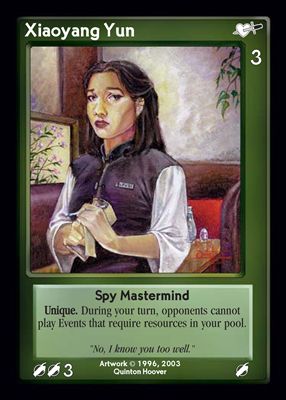 Xiaoyang Yun
3
Spy Mastermind
Unique. During your turn, opponents cannot
play Events that require resources in your pool.
"No, I know you too well."
Artwork © 1996, 2003
Quinton Hoover
3